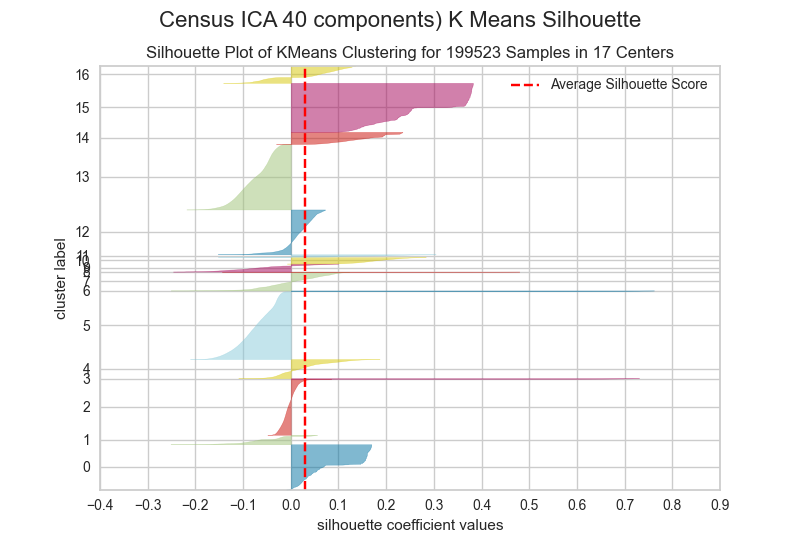 Census ICA 40 components) K Means Silhouette
Silhouette Plot of KMeans Clustering for 199523 Samples in 17 Centers
Average Silhouette Score
cluster label
16
15
14
13
12
11
10
9
8
7
6
5
4
3
2
1
0
−0.4 −0.3 −0.2 −0.1 0.0 0.1 0.2 0.3 0.4 0.5 0.6 0.7 0.8 0.9
silhouette coefficient values